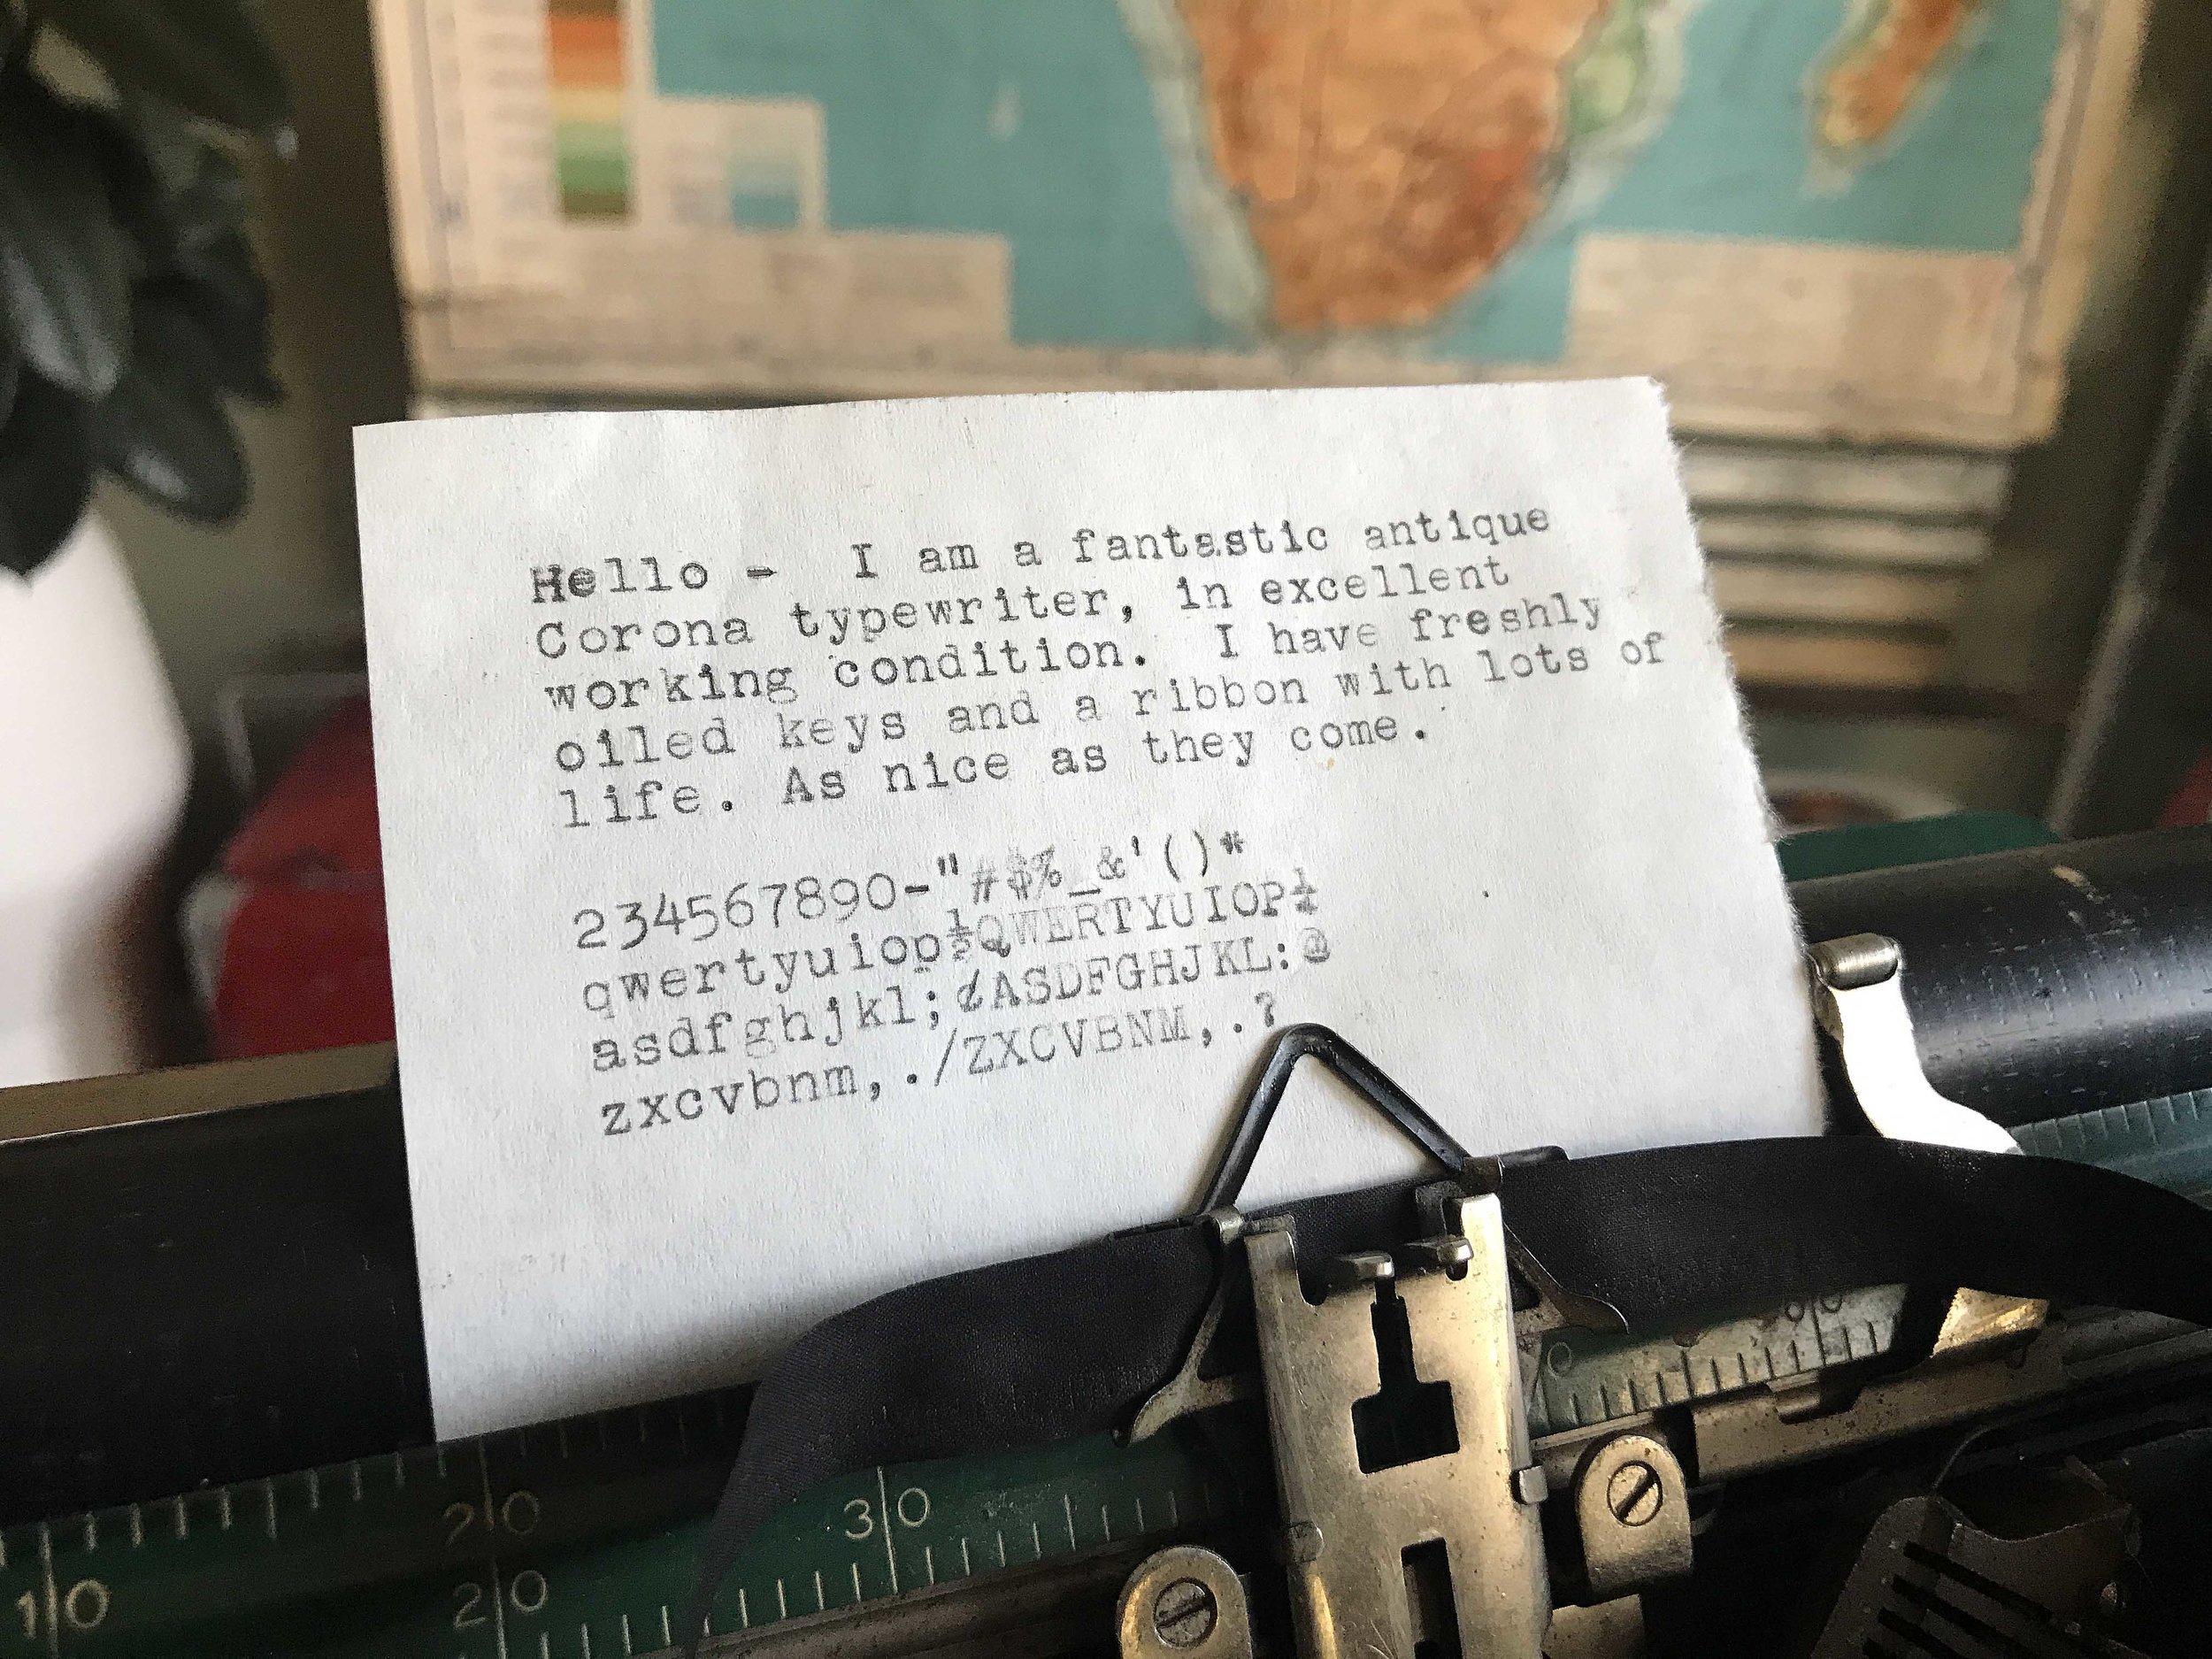 Hello -  I am a fantastic antique
Corona typewriter, in excellent
working condition.  I have freshly
oiled keys and a ribbon with lots of
life. As nice as they come.
234567890-"#$%_&'()*
qwertyuiop½QWERTYUIOP¼
asdfghjkl;¢ASDFGHJKL:@
zxcvbnm,./ZXCVBNM,.?
20
30
10
20